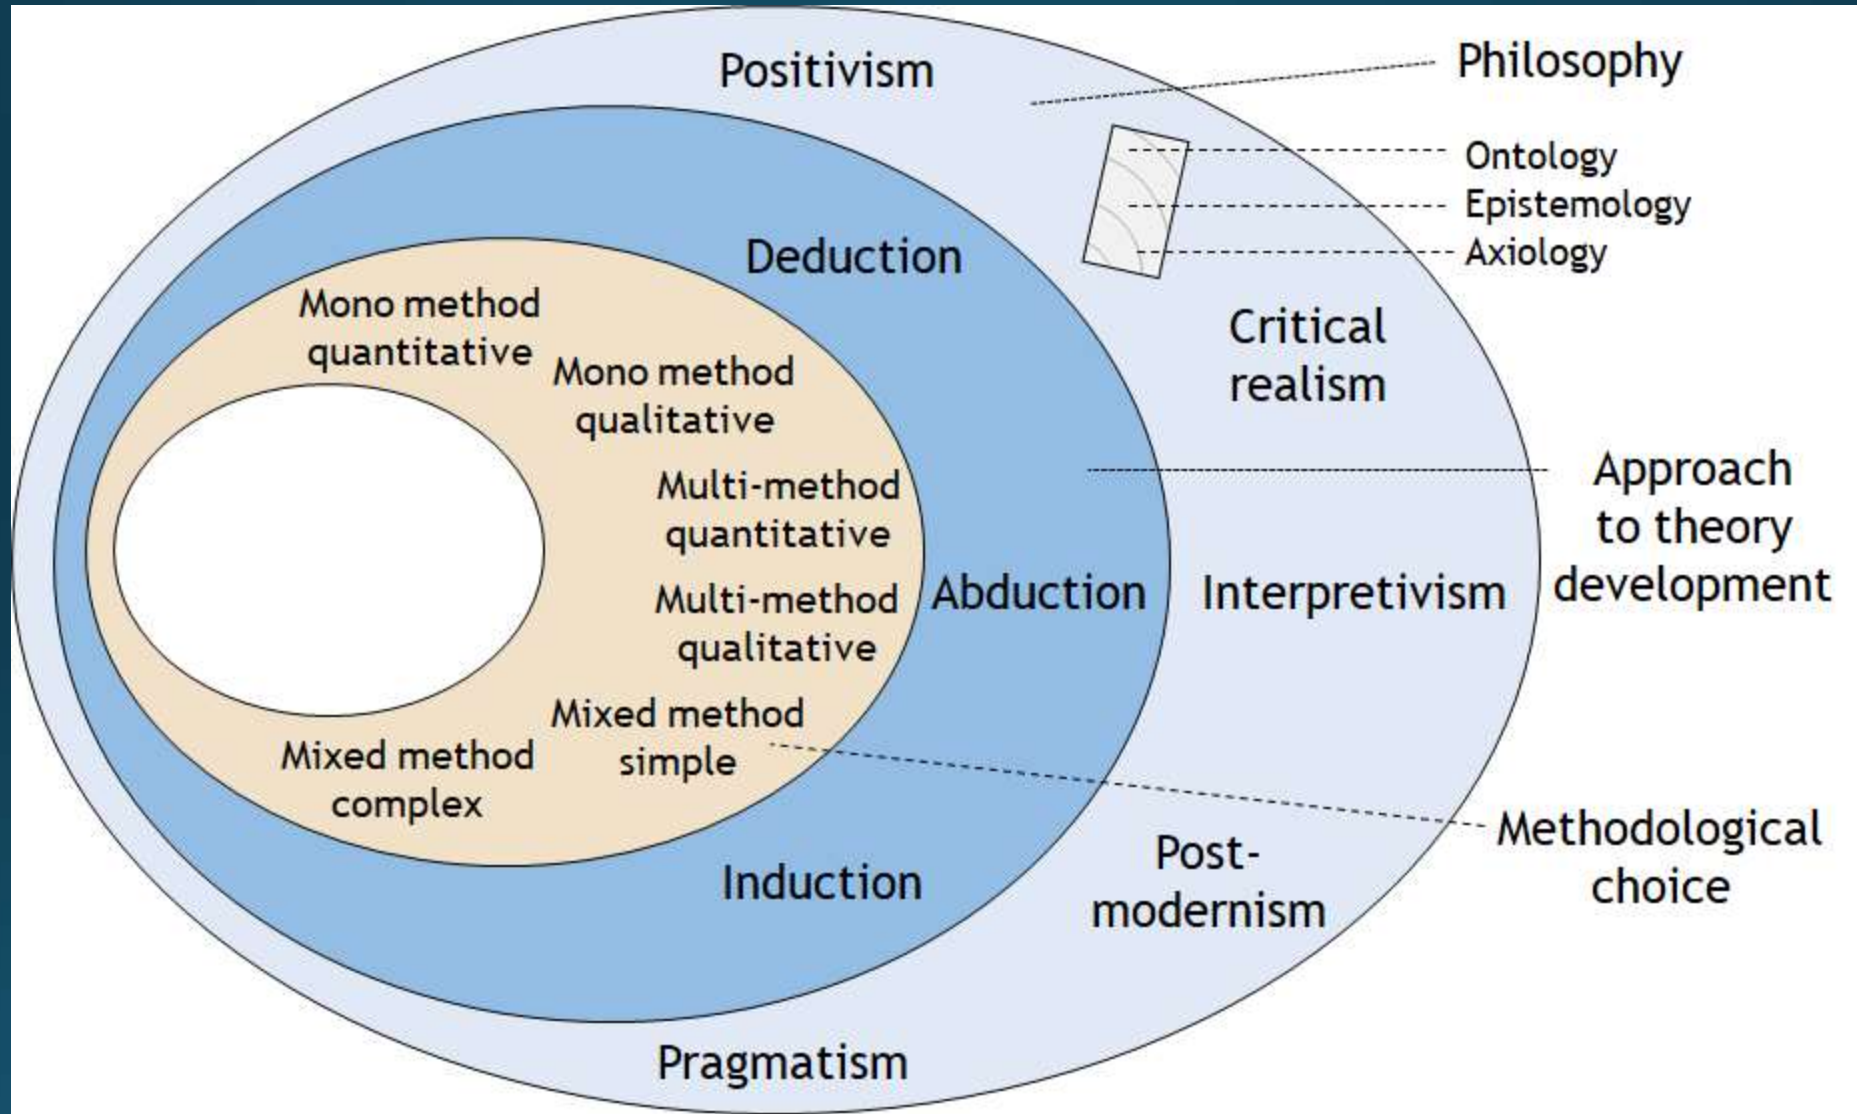 Positivism
Philosophy
Ontology
Epistemology
Axiology
Deduction
Mono method
quantitative
Mono method
qualitative
Critical
realism
Multi-method
quantitative
Approach
to theory
development
Multi-method
qualitative
Abduction
Interpretivism
Mixed method
simple
Mixed method
complex
Methodological
choice
Induction
Post-
modernism
Pragmatism